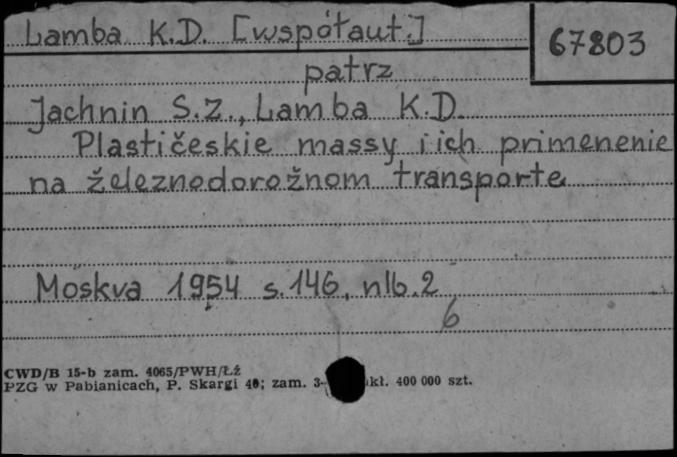 Lamba K.D. [współaut.]
67803
patrz
Jachnin S.Z., Lamba K.D.
Plastičeskie massy i ich primenenie
na železnodorožnom transporte
Moskva 1954 s.146, nlb.2
6
CWD/B 15-b zam. 4065/PWH/Łź
PZG w Pabianicach, P. Skargi 40; zam. 3- kł. 400 000 szt.